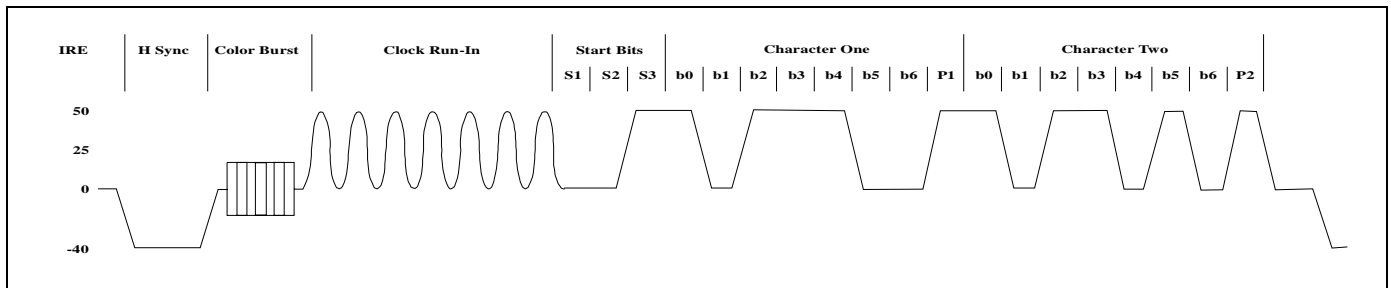 IRE H Sync Color Burst Clock Run-In Start Bits Character One Character Two
S1 S2 S3 b0 b1 b2 b3 b4 b5 b6 P1 b0 b1 b2 b3 b4 b5 b6 P2
50
25
0
-40